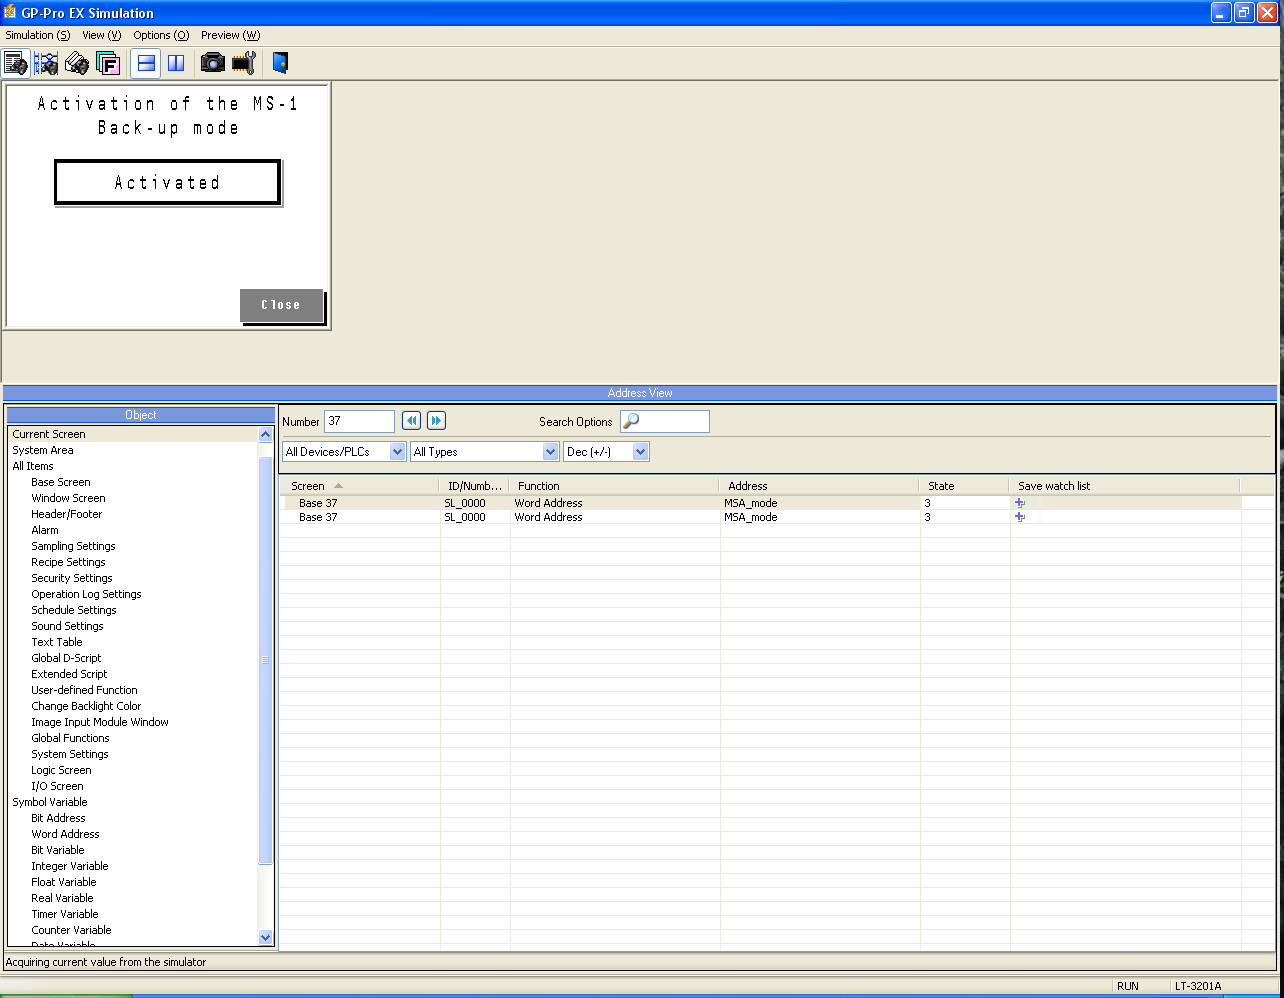 GP-Pro EX Simulation
Simulation (S) View (V) Options (O) Preview (W)
F
Activation of the MS-1
Back-up mode
Activated
Close
Address View
Object
Current Screen
System Area
All Items
Base Screen
Window Screen
Header/Footer
Alarm
Sampling Settings
Recipe Settings
Security Settings
Operation Log Settings
Schedule Settings
Sound Settings
Text Table
Global D-Script
Extended Script
User-defined Function
Change Backlight Color
Image Input Module Window
Global Functions
System Settings
Logic Screen
I/O Screen
Symbol Variable
Bit Address
Word Address
Bit Variable
Integer Variable
Float Variable
Real Variable
Timer Variable
Counter Variable
Date Variable
Number 37 Search Options
All Devices/PLCs All Types Dec (+/-)
Screen ID/Numb... Function Address State Save watch list
Base 37 SL_0000 Word Address MSA_mode 3
Base 37 SL_0000 Word Address MSA_mode 3
Acquiring current value from the simulator
RUN LT-3201A